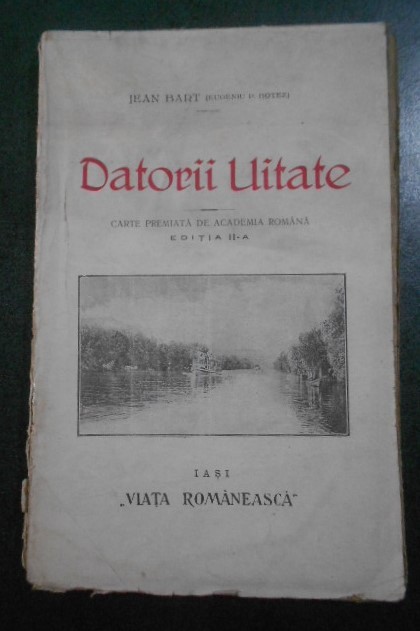 JEAN BART (EUGENIU P. BOTEZ)
Datorii Uitate
CARTE PREMIATĂ DE ACADEMIA ROMÂNĂ
EDIȚIA II-A
IAȘI
„VIAȚA ROMÂNEASCĂ“